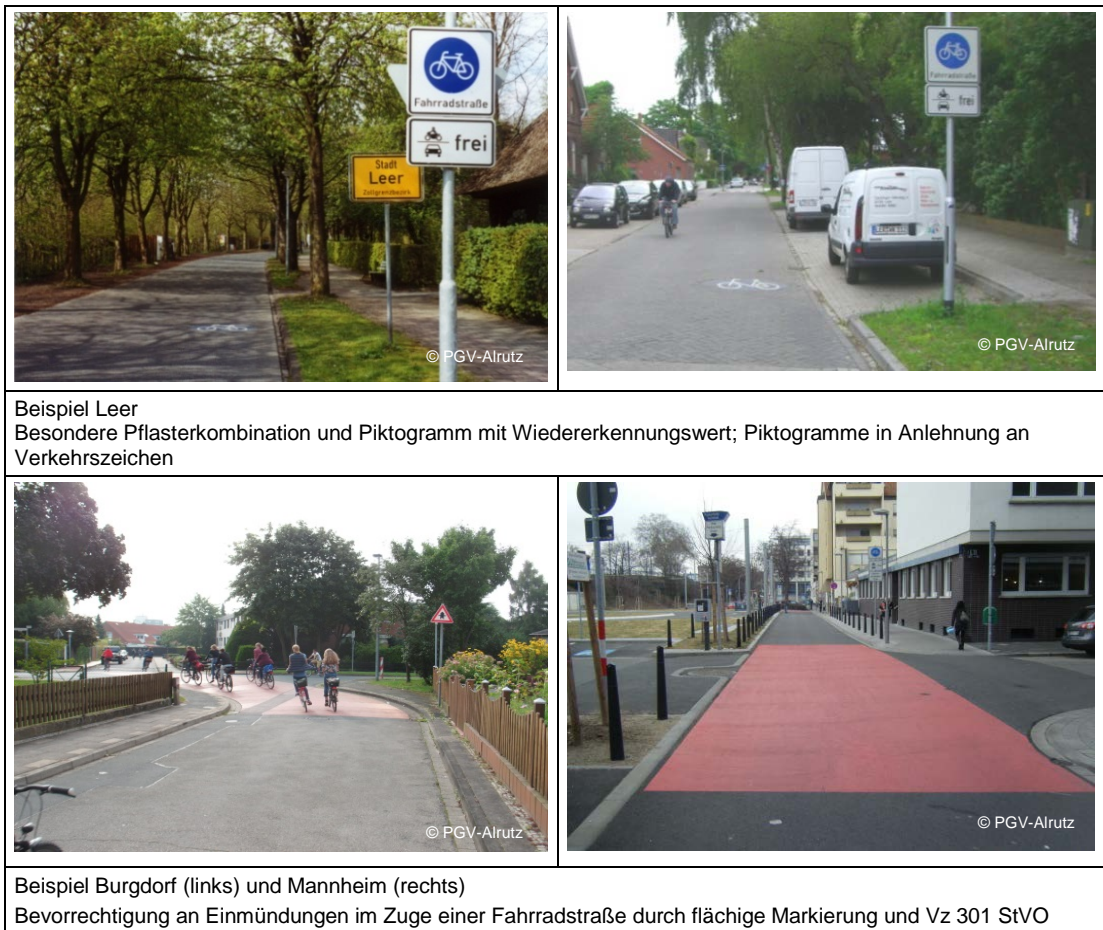 Fahrradstraße
frei
Stadt
Leer
Zollgrenzbezirk
© PGV-Alrutz
Fahrradstraße
frei
© PGV-Alrutz
Beispiel Leer
Besondere Pflasterkombination und Piktogramm mit Wiedererkennungswert; Piktogramme in Anlehnung an
Verkehrszeichen
© PGV-Alrutz
© PGV-Alrutz
Beispiel Burgdorf (links) und Mannheim (rechts)
Bevorrechtigung an Einmündungen im Zuge einer Fahrradstraße durch flächige Markierung und Vz 301 StVO